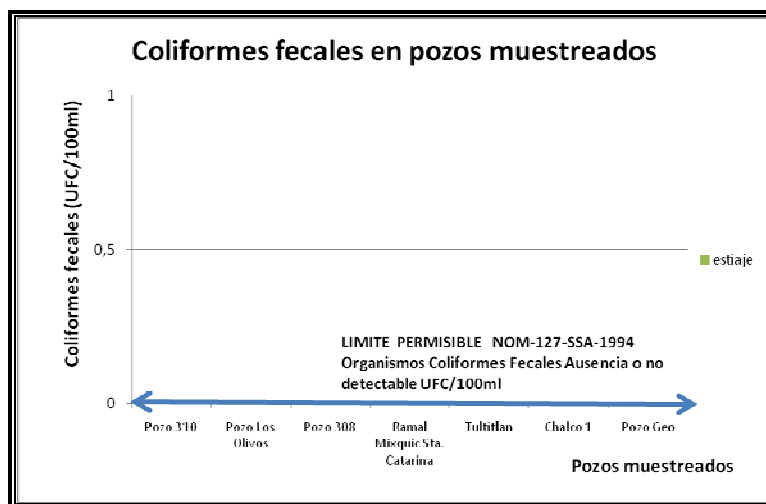 Coliformes fecales en pozos muestreados
Coliformes fecales (UFC/100ml)
1
0,5
0
estiaje
LIMITE PERMISIBLE NOM-127-SSA-1994
Organismos Coliformes Fecales Ausencia o no
detectable UFC/100ml
Pozo 310
Pozo Los
Olivos
Pozo 308
Ramal
Mixquic Sta.
Catarina
Tultitlan
Chalco 1
Pozo Geo
Pozos muestreados